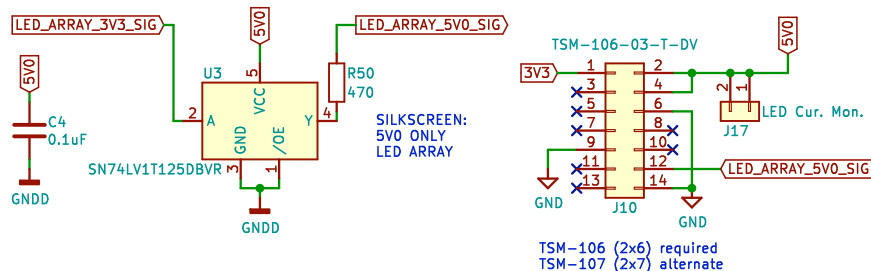 LED_ARRAY_3V3_SIG
5V0
LED_ARRAY_5V0_SIG
5V0
C4
0.1uF
GNDD
U3
5
VCC
2
A
Y
4
GND
/OE
3
1
SN74LV1T125DBVR
GNDD
R50
470
SILKSCREEN:
5V0 ONLY
LED ARRAY
TSM-106-03-T-DV
5V0
3V3
1
2
3
4
5
6
7
8
9
10
11
12
13
14
J10
GND
GND
2
1
J17
LED Cur. Mon.
LED_ARRAY_5V0_SIG
TSM-106 (2x6) required
TSM-107 (2x7) alternate